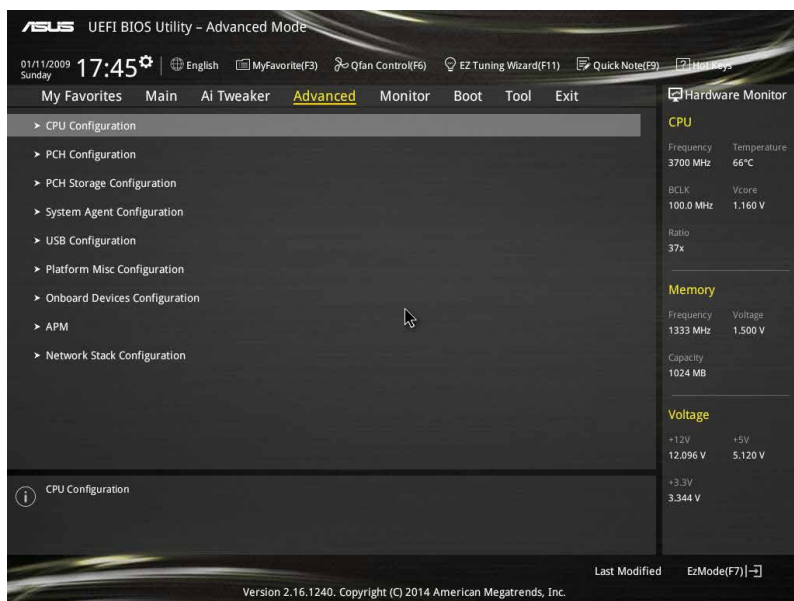 ASUS UEFI BIOS Utility – Advanced Mode
01/11/2009 Sunday 17:45 English MyFavorite(F3) Qfan Control(F6) EZ Tuning Wizard(F11) Quick Note(F9) Hot Keys
My Favorites Main Ai Tweaker Advanced Monitor Boot Tool Exit
> CPU Configuration
> PCH Configuration
> PCH Storage Configuration
> System Agent Configuration
> USB Configuration
> Platform Misc Configuration
> Onboard Devices Configuration
> APM
> Network Stack Configuration
CPU Configuration
Hardware Monitor
CPU
Frequency Temperature
3700 MHz 66°C
BCLK Vcore
100.0 MHz 1.160 V
Ratio
37x
Memory
Frequency Voltage
1333 MHz 1.500 V
Capacity
1024 MB
Voltage
+12V +5V
12.096 V 5.120 V
+3.3V
3.344 V
Last Modified EzMode(F7)
Version 2.16.1240. Copyright (C) 2014 American Megatrends, Inc.